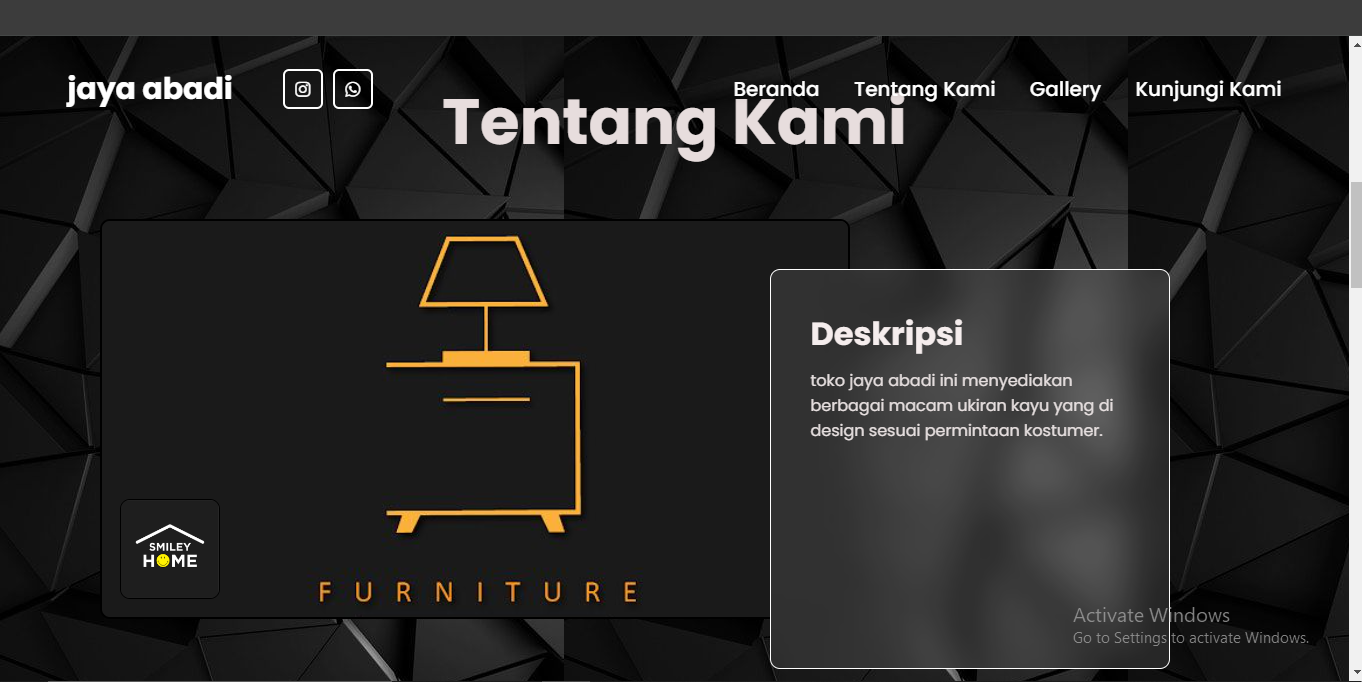 jaya abadi
Beranda Tentang Kami Gallery Kunjungi Kami
Tentang Kami
Deskripsi
toko jaya abadi ini menyediakan
berbagai macam ukiran kayu yang di
design sesuai permintaan kostumer.
SMILEY
HOME
FURNITURE
Activate Windows
Go to Settings to activate Windows.